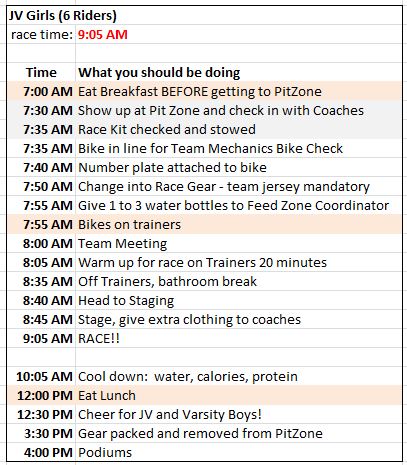 JV Girls (6 Riders)
race time: 9:05 AM
Time What you should be doing
7:00 AM Eat Breakfast BEFORE getting to PitZone
7:30 AM Show up at Pit Zone and check in with Coaches
7:35 AM Race Kit checked and stowed
7:35 AM Bike in line for Team Mechanics Bike Check
7:40 AM Number plate attached to bike
7:50 AM Change into Race Gear - team jersey mandatory
7:55 AM Give 1 to 3 water bottles to Feed Zone Coordinator
7:55 AM Bikes on trainers
8:00 AM Team Meeting
8:05 AM Warm up for race on Trainers 20 minutes
8:35 AM Off Trainers, bathroom break
8:40 AM Head to Staging
8:45 AM Stage, give extra clothing to coaches
9:05 AM RACE!!
10:05 AM Cool down: water, calories, protein
12:00 PM Eat Lunch
12:30 PM Cheer for JV and Varsity Boys!
3:30 PM Gear packed and removed from PitZone
4:00 PM Podiums